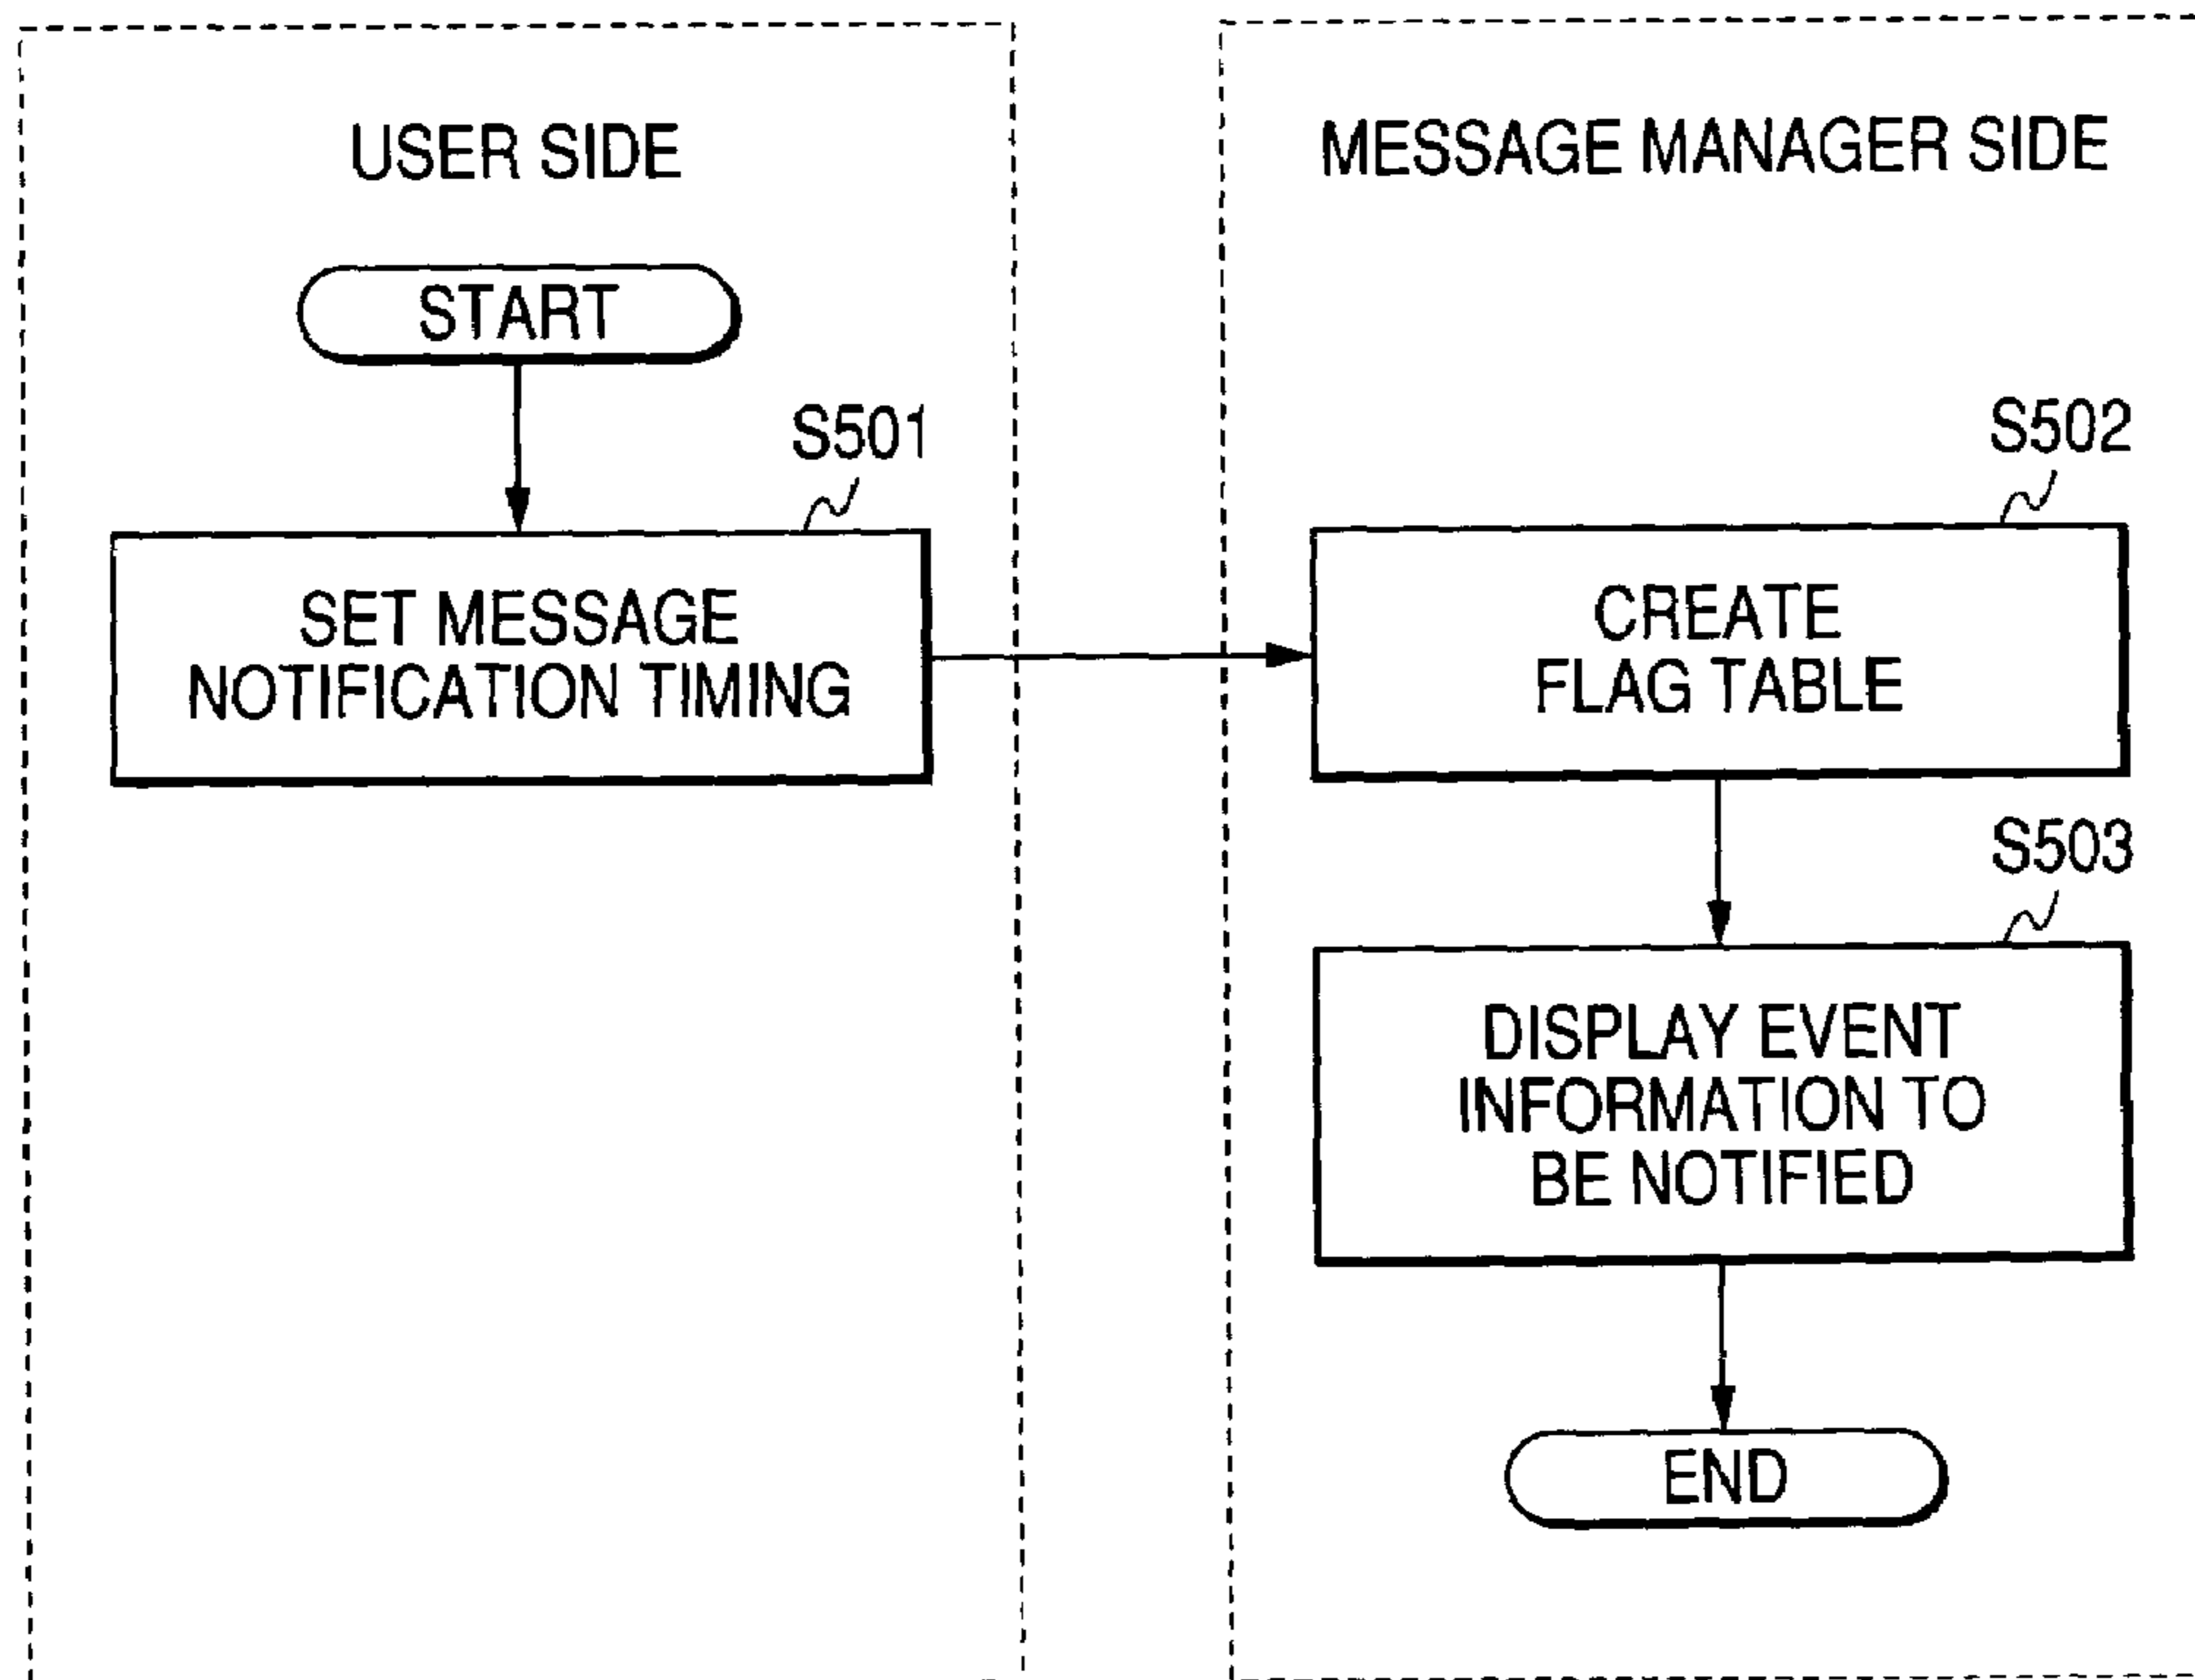 USER SIDE
START
S501
SET MESSAGE
NOTIFICATION TIMING
MESSAGE MANAGER SIDE
S502
CREATE
FLAG TABLE
S503
DISPLAY EVENT
INFORMATION TO
BE NOTIFIED
END